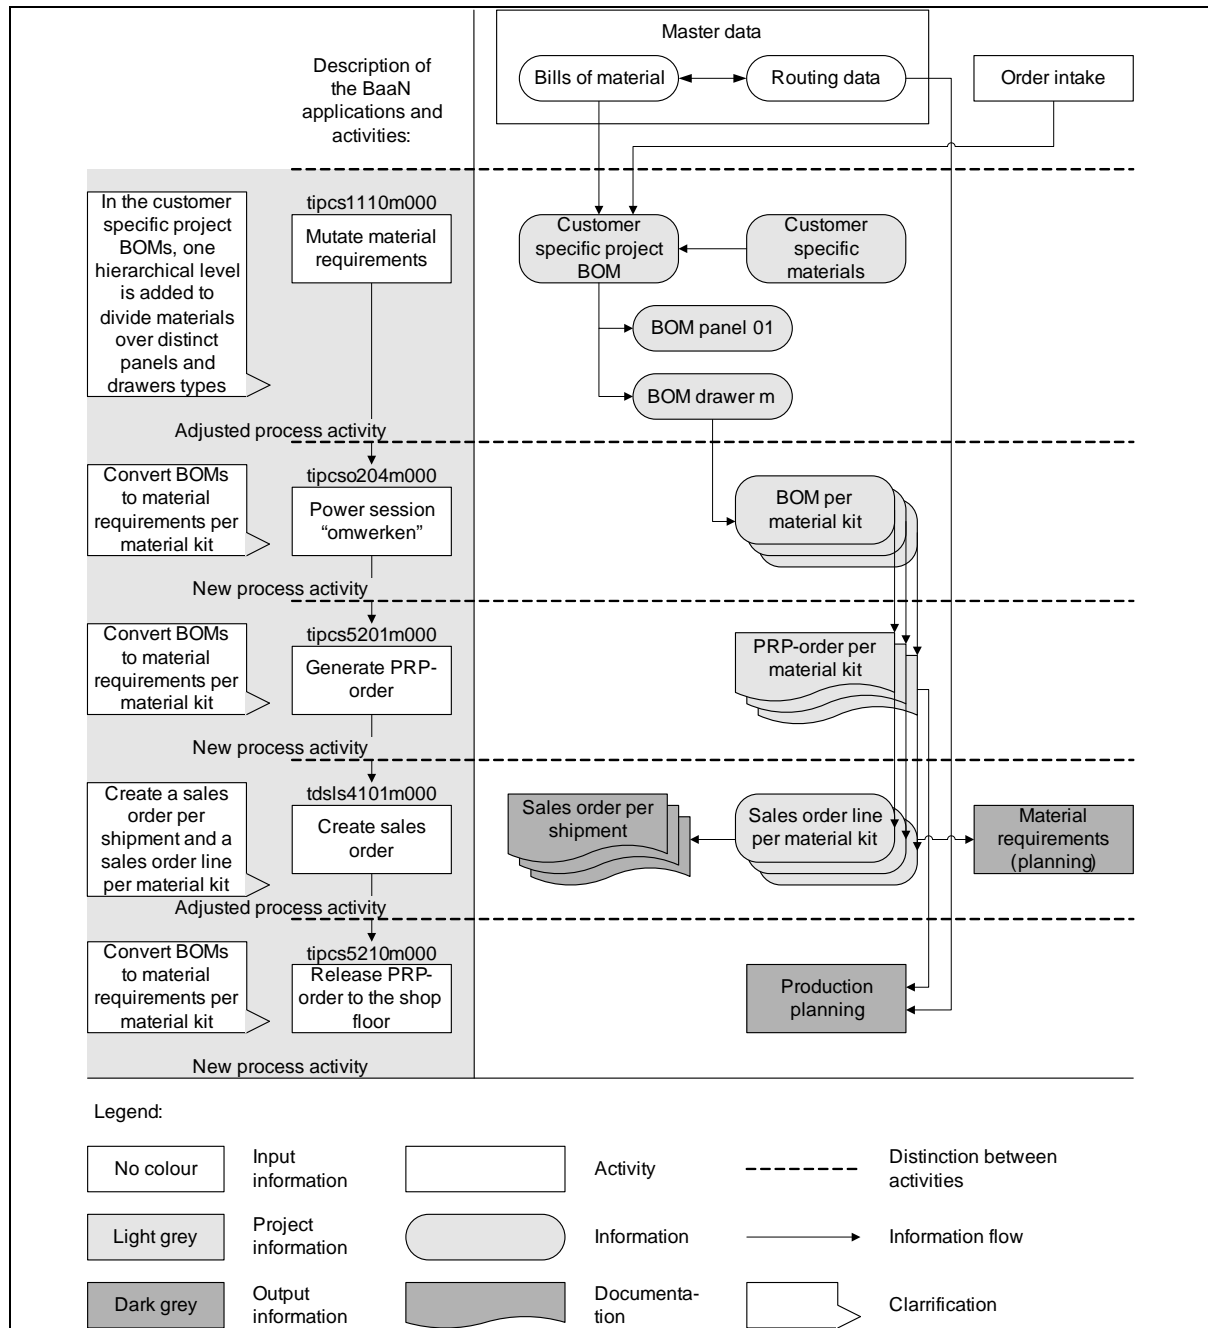 Master data
Description of
the BaaN
applications and
activities:
Bills of material
Routing data
Order intake
In the customer
specific project
BOMs, one
hierarchical level
is added to
divide materials
over distinct
panels and
drawers types
tipcs1110m000
Mutate material
requirements
Customer
specific project
BOM
Customer
specific
materials
BOM panel 01
BOM drawer m
Adjusted process activity
Convert BOMs
to material
requirements per
material kit
tipcso204m000
Power session
“omwerken”
BOM per
material kit
New process activity
Convert BOMs
to material
requirements per
material kit
tipcs5201m000
Generate PRP-
order
PRP-order per
material kit
New process activity
Create a sales
order per
shipment and a
sales order line
per material kit
tdsls4101m000
Create sales
order
Sales order per
shipment
Sales order line
per material kit
Material
requirements
(planning)
Adjusted process activity
Convert BOMs
to material
requirements per
material kit
tipcs5210m000
Release PRP-
order to the shop
floor
Production
planning
New process activity
Legend:
No colour
Input
information
Activity
Distinction between
activities
Light grey
Project
information
Information
Information flow
Dark grey
Output
information
Documenta-
tion
Clarrification